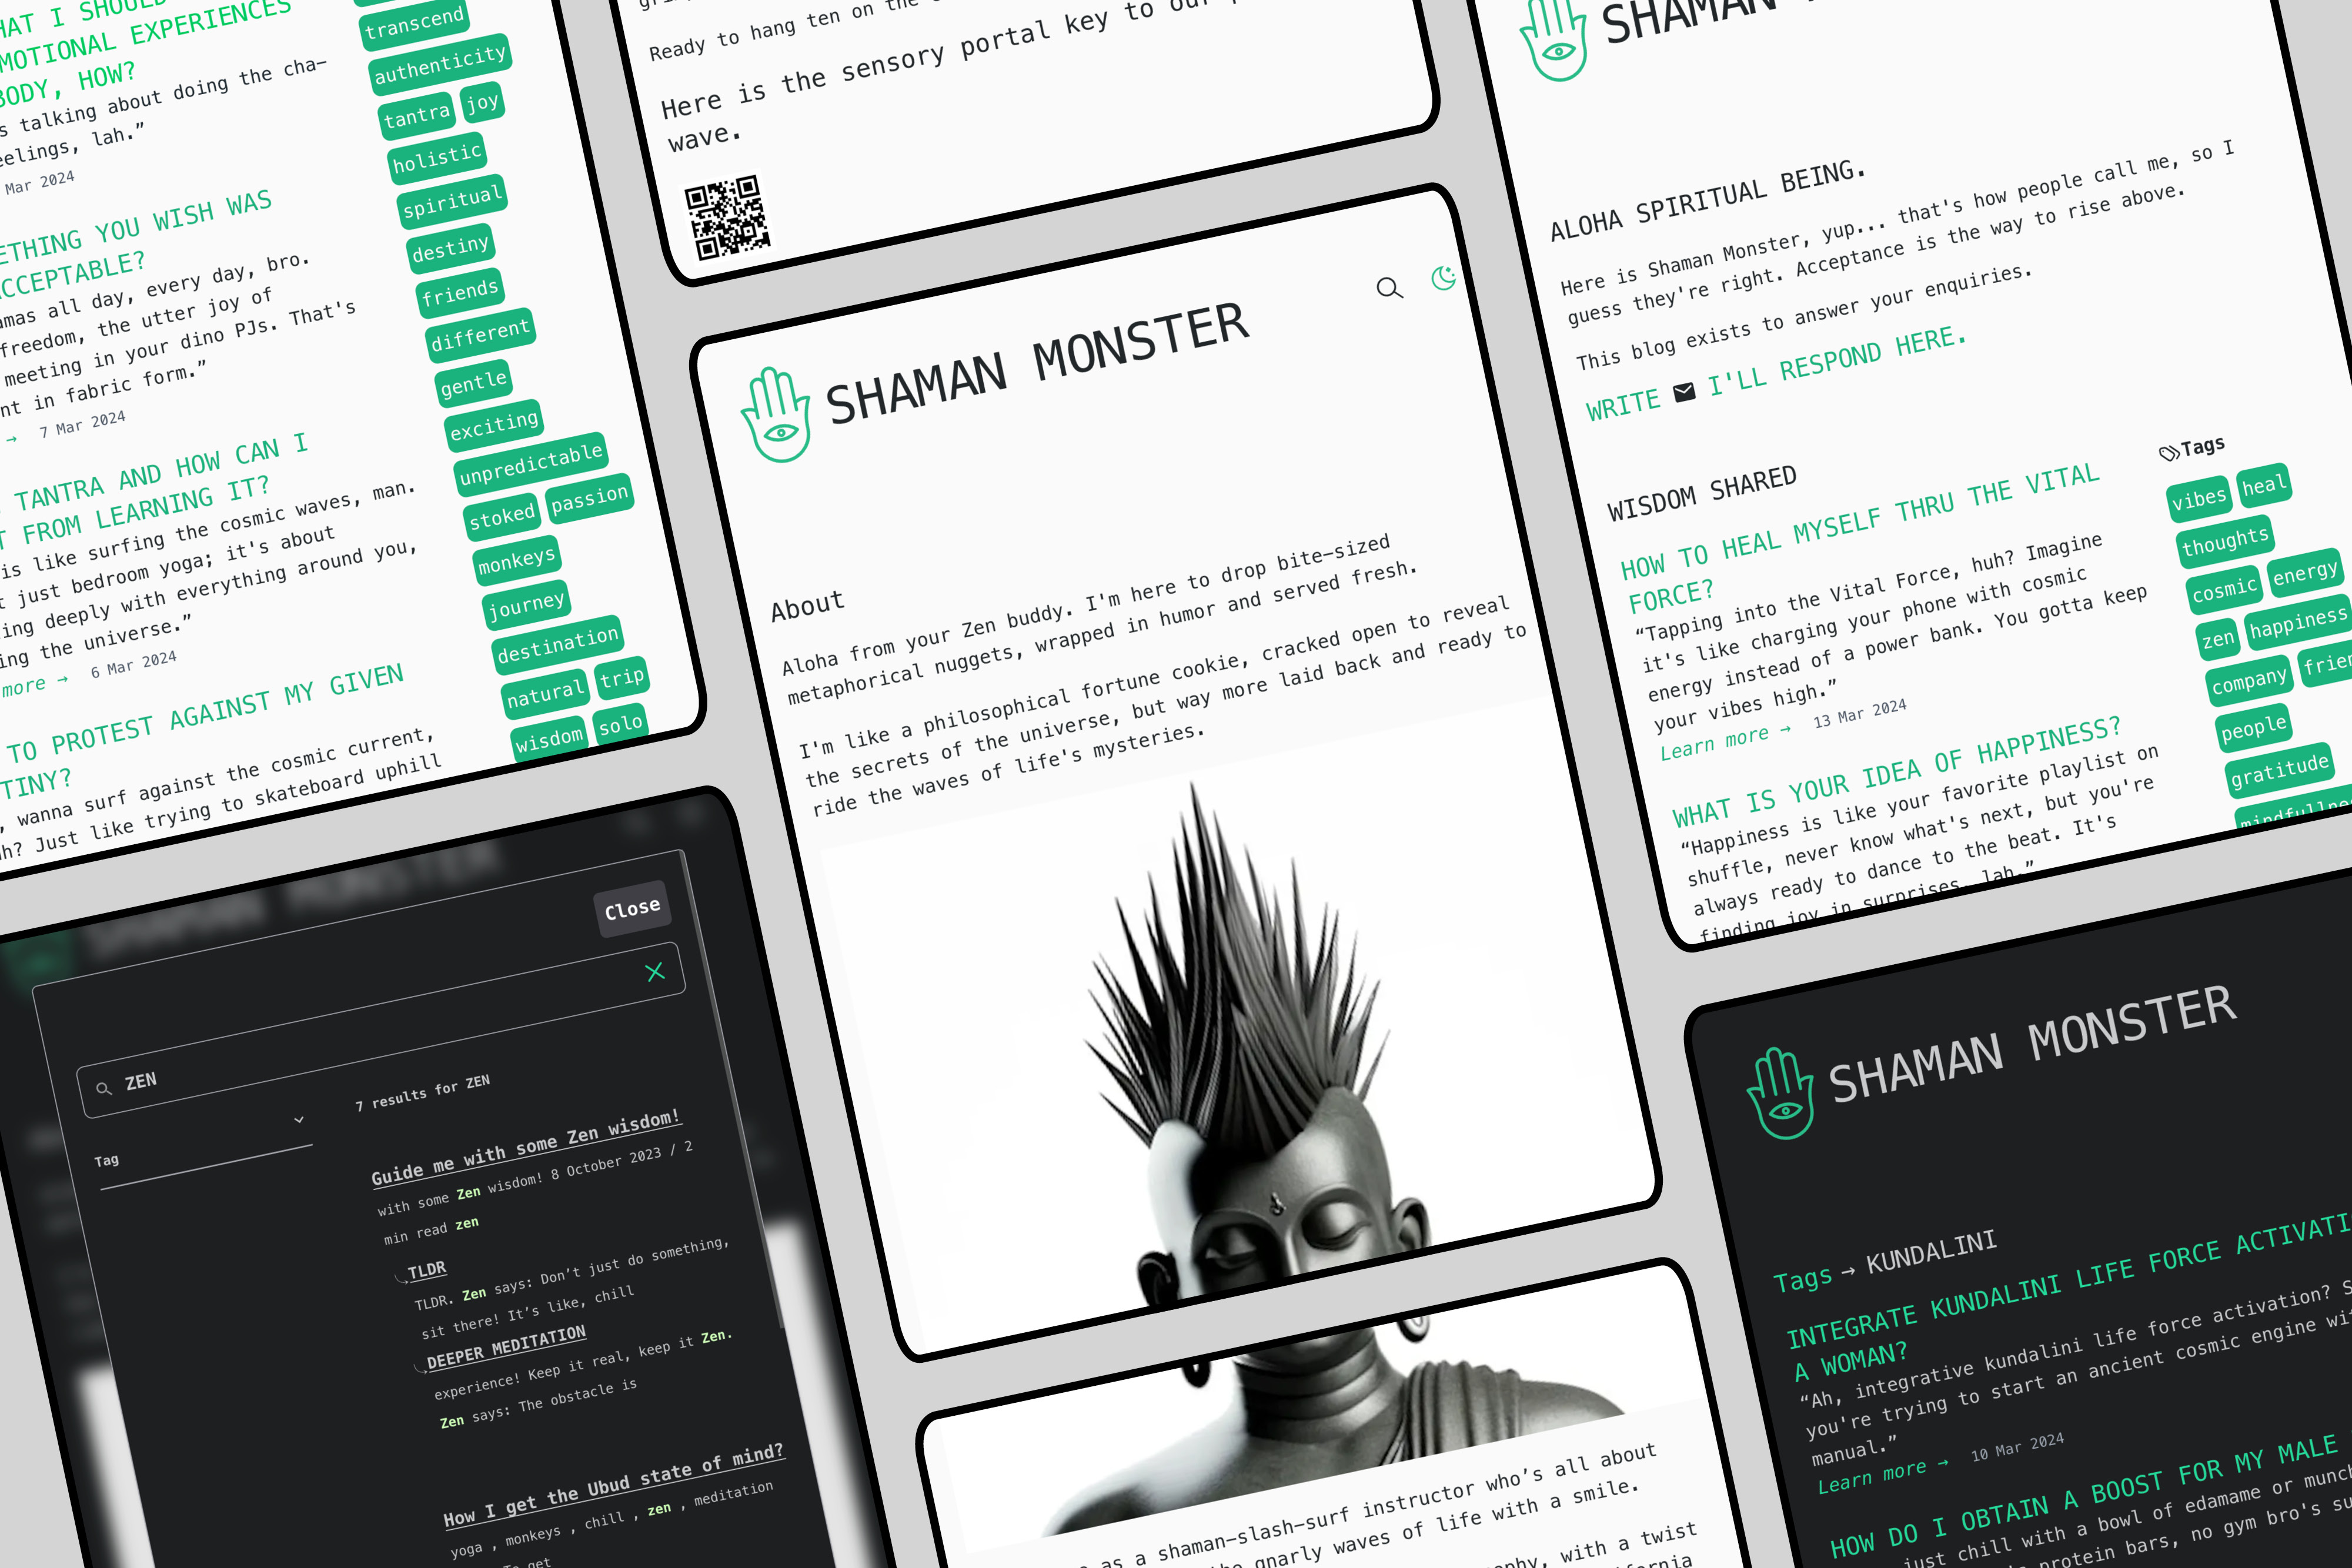 HAT I SHOULD
MOTIONAL EXPERIENCES
BODY, HOW?
s talking about doing the cha–
eelings, lah.”
Mar 2024
ETHING YOU WISH WAS
CCEPTABLE?
amas all day, every day, bro.
freedom, the utter joy of
meeting in your dino PJs. That's
nt in fabric form.”
→ 7 Mar 2024
TANTRA AND HOW CAN I
T FROM LEARNING IT?
is like surfing the cosmic waves, man.
t just bedroom yoga; it's about
ing deeply with everything around you,
ing the universe.”
more → 6 Mar 2024
TO PROTEST AGAINST MY GIVEN
TINY?
, wanna surf against the cosmic current,
h? Just like trying to skateboard uphill
transcend
authenticity
tantra joy
holistic
spiritual
destiny
friends
different
gentle
exciting
unpredictable
stoked passion
monkeys
journey
destination
natural trip
wisdom solo
Ready to hang ten on the
Here is the sensory portal key to our
wave.
SHAMAN MONSTER
About
Aloha from your Zen buddy. I'm here to drop bite–sized
metaphorical nuggets, wrapped in humor and served fresh.
I'm like a philosophical fortune cookie, cracked open to reveal
the secrets of the universe, but way more laid back and ready to
ride the waves of life's mysteries.
as a shaman–slash–surf instructor who’s all about
the gnarly waves of life with a smile.
ophy, with a twist
ifornia
SHAMAN
ALOHA SPIRITUAL BEING.
Here is Shaman Monster, yup... that's how people call me, so I
guess they're right. Acceptance is the way to rise above.
This blog exists to answer your enquiries.
WRITE I'LL RESPOND HERE.
WISDOM SHARED
HOW TO HEAL MYSELF THRU THE VITAL
FORCE?
“Tapping into the Vital Force, huh? Imagine
it's like charging your phone with cosmic
energy instead of a power bank. You gotta keep
your vibes high.”
Learn more → 13 Mar 2024
WHAT IS YOUR IDEA OF HAPPINESS?
“Happiness is like your favorite playlist on
shuffle, never know what's next, but you're
always ready to dance to the beat. It's
finding joy in surprises, lah.”
Tags
vibes heal
thoughts
cosmic energy
zen happiness
company frien
people
gratitude
mindfullne
SHAMAN MONSTER
Close
ZEN
Tag
7 results for ZEN
Guide me with some Zen wisdom!
with some Zen wisdom! 8 October 2023 / 2
min read zen
TLDR
TLDR. Zen says: Don’t just do something,
sit there! It’s like, chill
DEEPER MEDITATION
experience! Keep it real, keep it Zen.
Zen says: The obstacle is
How I get the Ubud state of mind?
yoga , monkeys , chill , zen , meditation
To get
SHAMAN MONSTER
Tags → KUNDALINI
INTEGRATE KUNDALINI LIFE FORCE ACTIVATI
A WOMAN?
“Ah, integrative kundalini life force activation? S
you're trying to start an ancient cosmic engine wi
manual.”
Learn more → 10 Mar 2024
HOW DO I OBTAIN A BOOST FOR MY MALE
just chill with a bowl of edamame or munch
protein bars, no gym bro's su